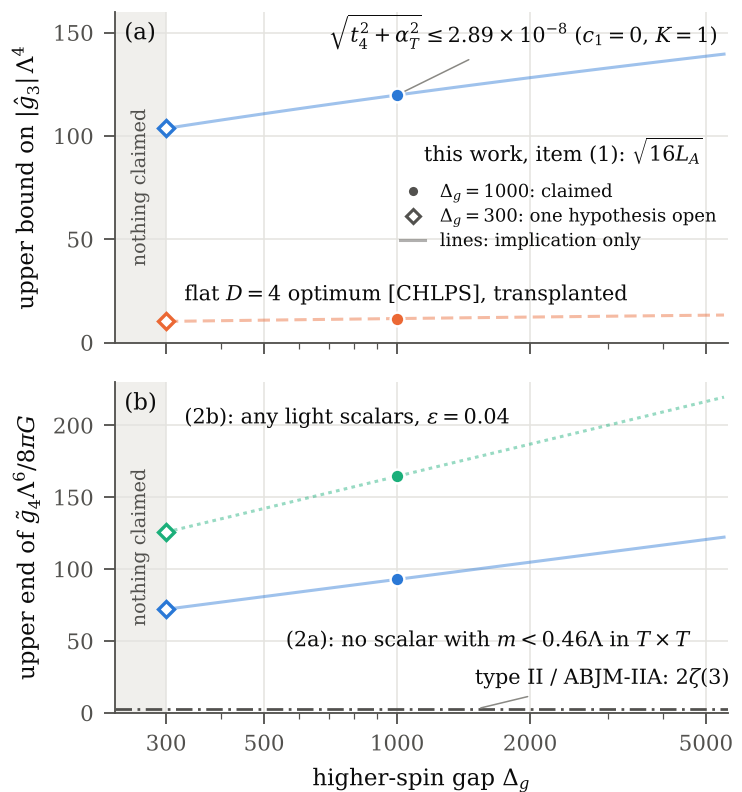 (a)
√(t₄² + α_T²) ≤ 2.89 × 10⁻⁸ (c₁ = 0, K = 1)
150
100
50
0
upper bound on |ĝ₃| Λ⁴
nothing claimed
this work, item (1): √(16L_A)
Δ_g = 1000: claimed
Δ_g = 300: one hypothesis open
lines: implication only
flat D = 4 optimum [CHLPS], transplanted
(b)
(2b): any light scalars, ε = 0.04
200
150
100
50
0
upper end of g̃₄Λ⁶/8πG
nothing claimed
(2a): no scalar with m < 0.46Λ in T × T
type II / ABJM-IIA: 2ζ(3)
300 500 1000 2000 5000
higher-spin gap Δ_g